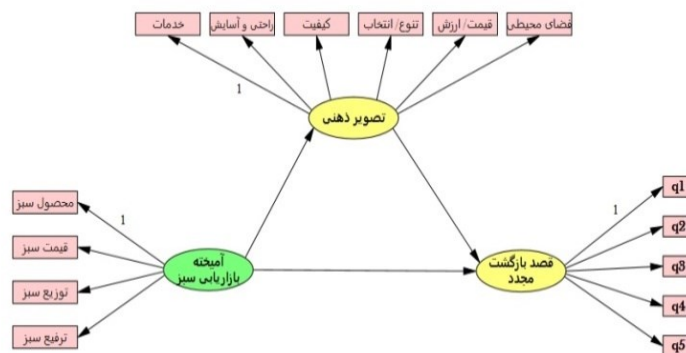 فضای محیطی
قیمت/ ارزش
تنوع/ انتخاب
کیفیت
راحتی و آسایش
خدمات
1
تصویر ذهنی
محصول سبز
قیمت سبز
توزیع سبز
ترفیع سبز
1
آمیخته
بازاریابی سبز
قصد بازگشت
مجدد
1
q1
q2
q3
q4
q5